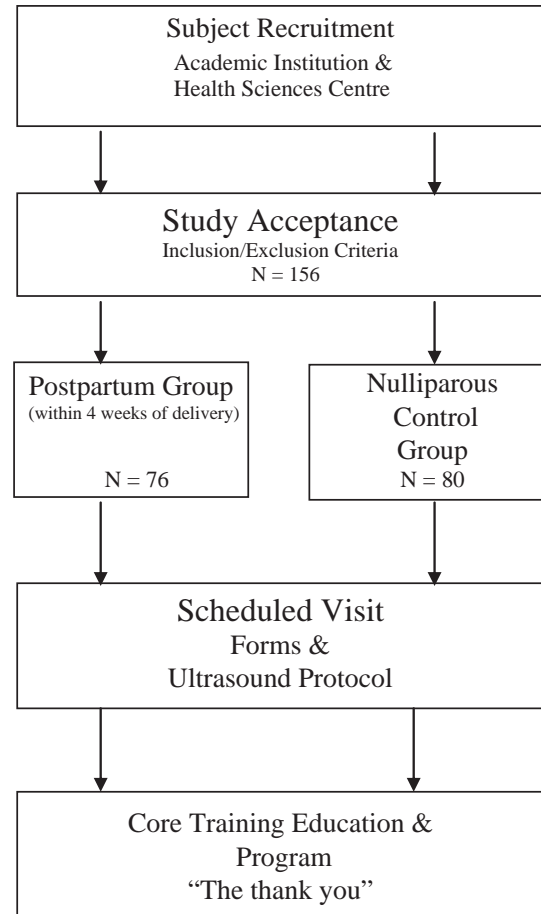 Subject Recruitment
Academic Institution &
Health Sciences Centre
Study Acceptance
Inclusion/Exclusion Criteria
N = 156
Postpartum Group
(within 4 weeks of delivery)
N = 76
Nulliparous
Control
Group
N = 80
Scheduled Visit
Forms &
Ultrasound Protocol
Core Training Education &
Program
“The thank you”